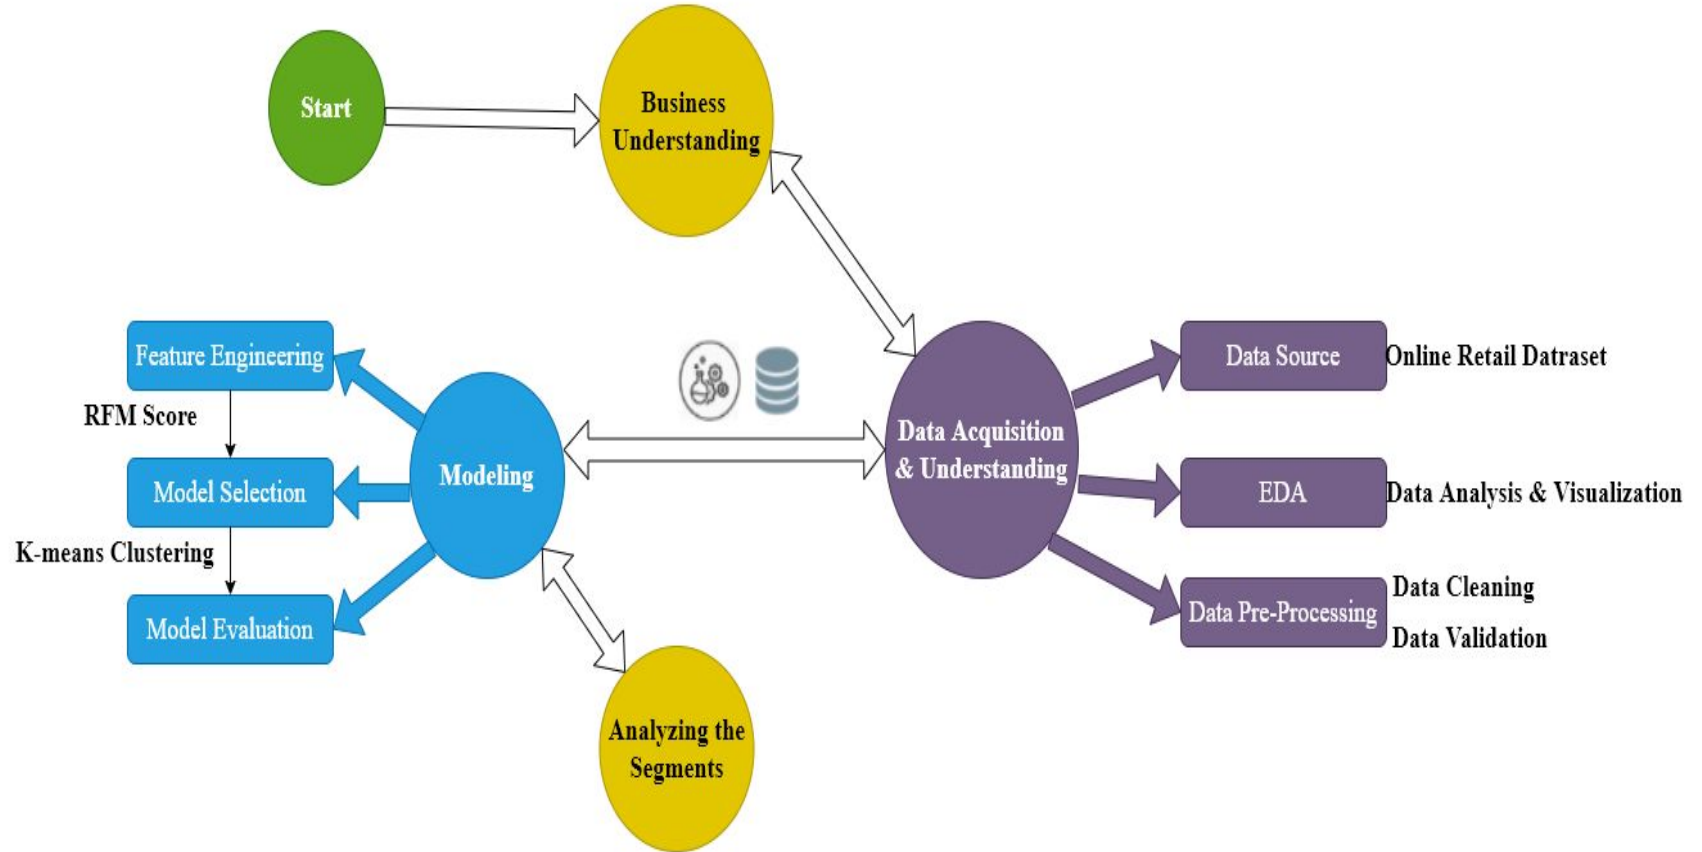 Start
Business
Understanding
Feature Engineering
RFM Score
Model Selection
K-means Clustering
Model Evaluation
Modeling
Data Acquisition
& Understanding
Data Source
Online Retail Datraset
EDA
Data Analysis & Visualization
Data Pre-Processing
Data Cleaning
Data Validation
Analyzing the
Segments